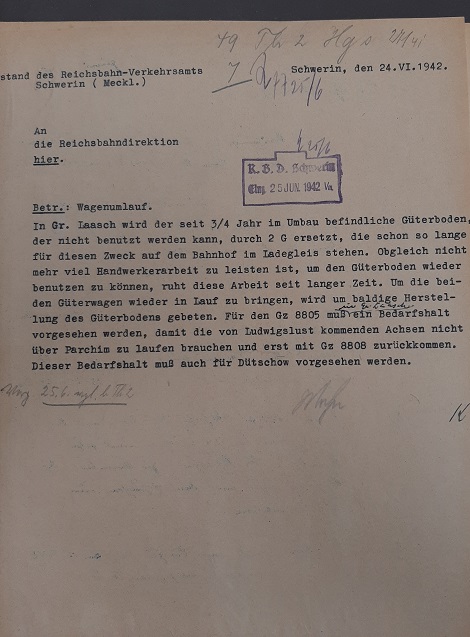 49
stand des Reichsbahn-Verkehrsamts
Schwerin ( Meckl.)
Schwerin, den 24.VI.1942.
An
die Reichsbahndirektion
hier.
R.B.D. Schwerin
Eing. 25.JUN. 1942
Betr.: Wagenumlauf.
In Gr. Laasch wird der seit 3/4 Jahr im Umbau befindliche Güterboden,
der nicht benutzt werden kann, durch 2 G ersetzt, die schon so lange
für diesen Zweck auf dem Bahnhof im Ladegleis stehen. Obgleich nicht
mehr viel Handwerkerarbeit zu leisten ist, um den Güterboden wieder
benutzen zu können, ruht diese Arbeit seit langer Zeit. Um die bei-
den Güterwagen wieder in Lauf zu bringen, wird um baldige Herstel-
lung des Güterbodens gebeten. Für den Gz 8805 muß ein Bedarfshalt
vorgesehen werden, damit die von Ludwigslust kommenden Achsen nicht
über Parchim zu laufen brauchen und erst mit Gz 8808 zurückkommen.
Dieser Bedarfshalt muß auch für Dütschow vorgesehen werden.
25.6.